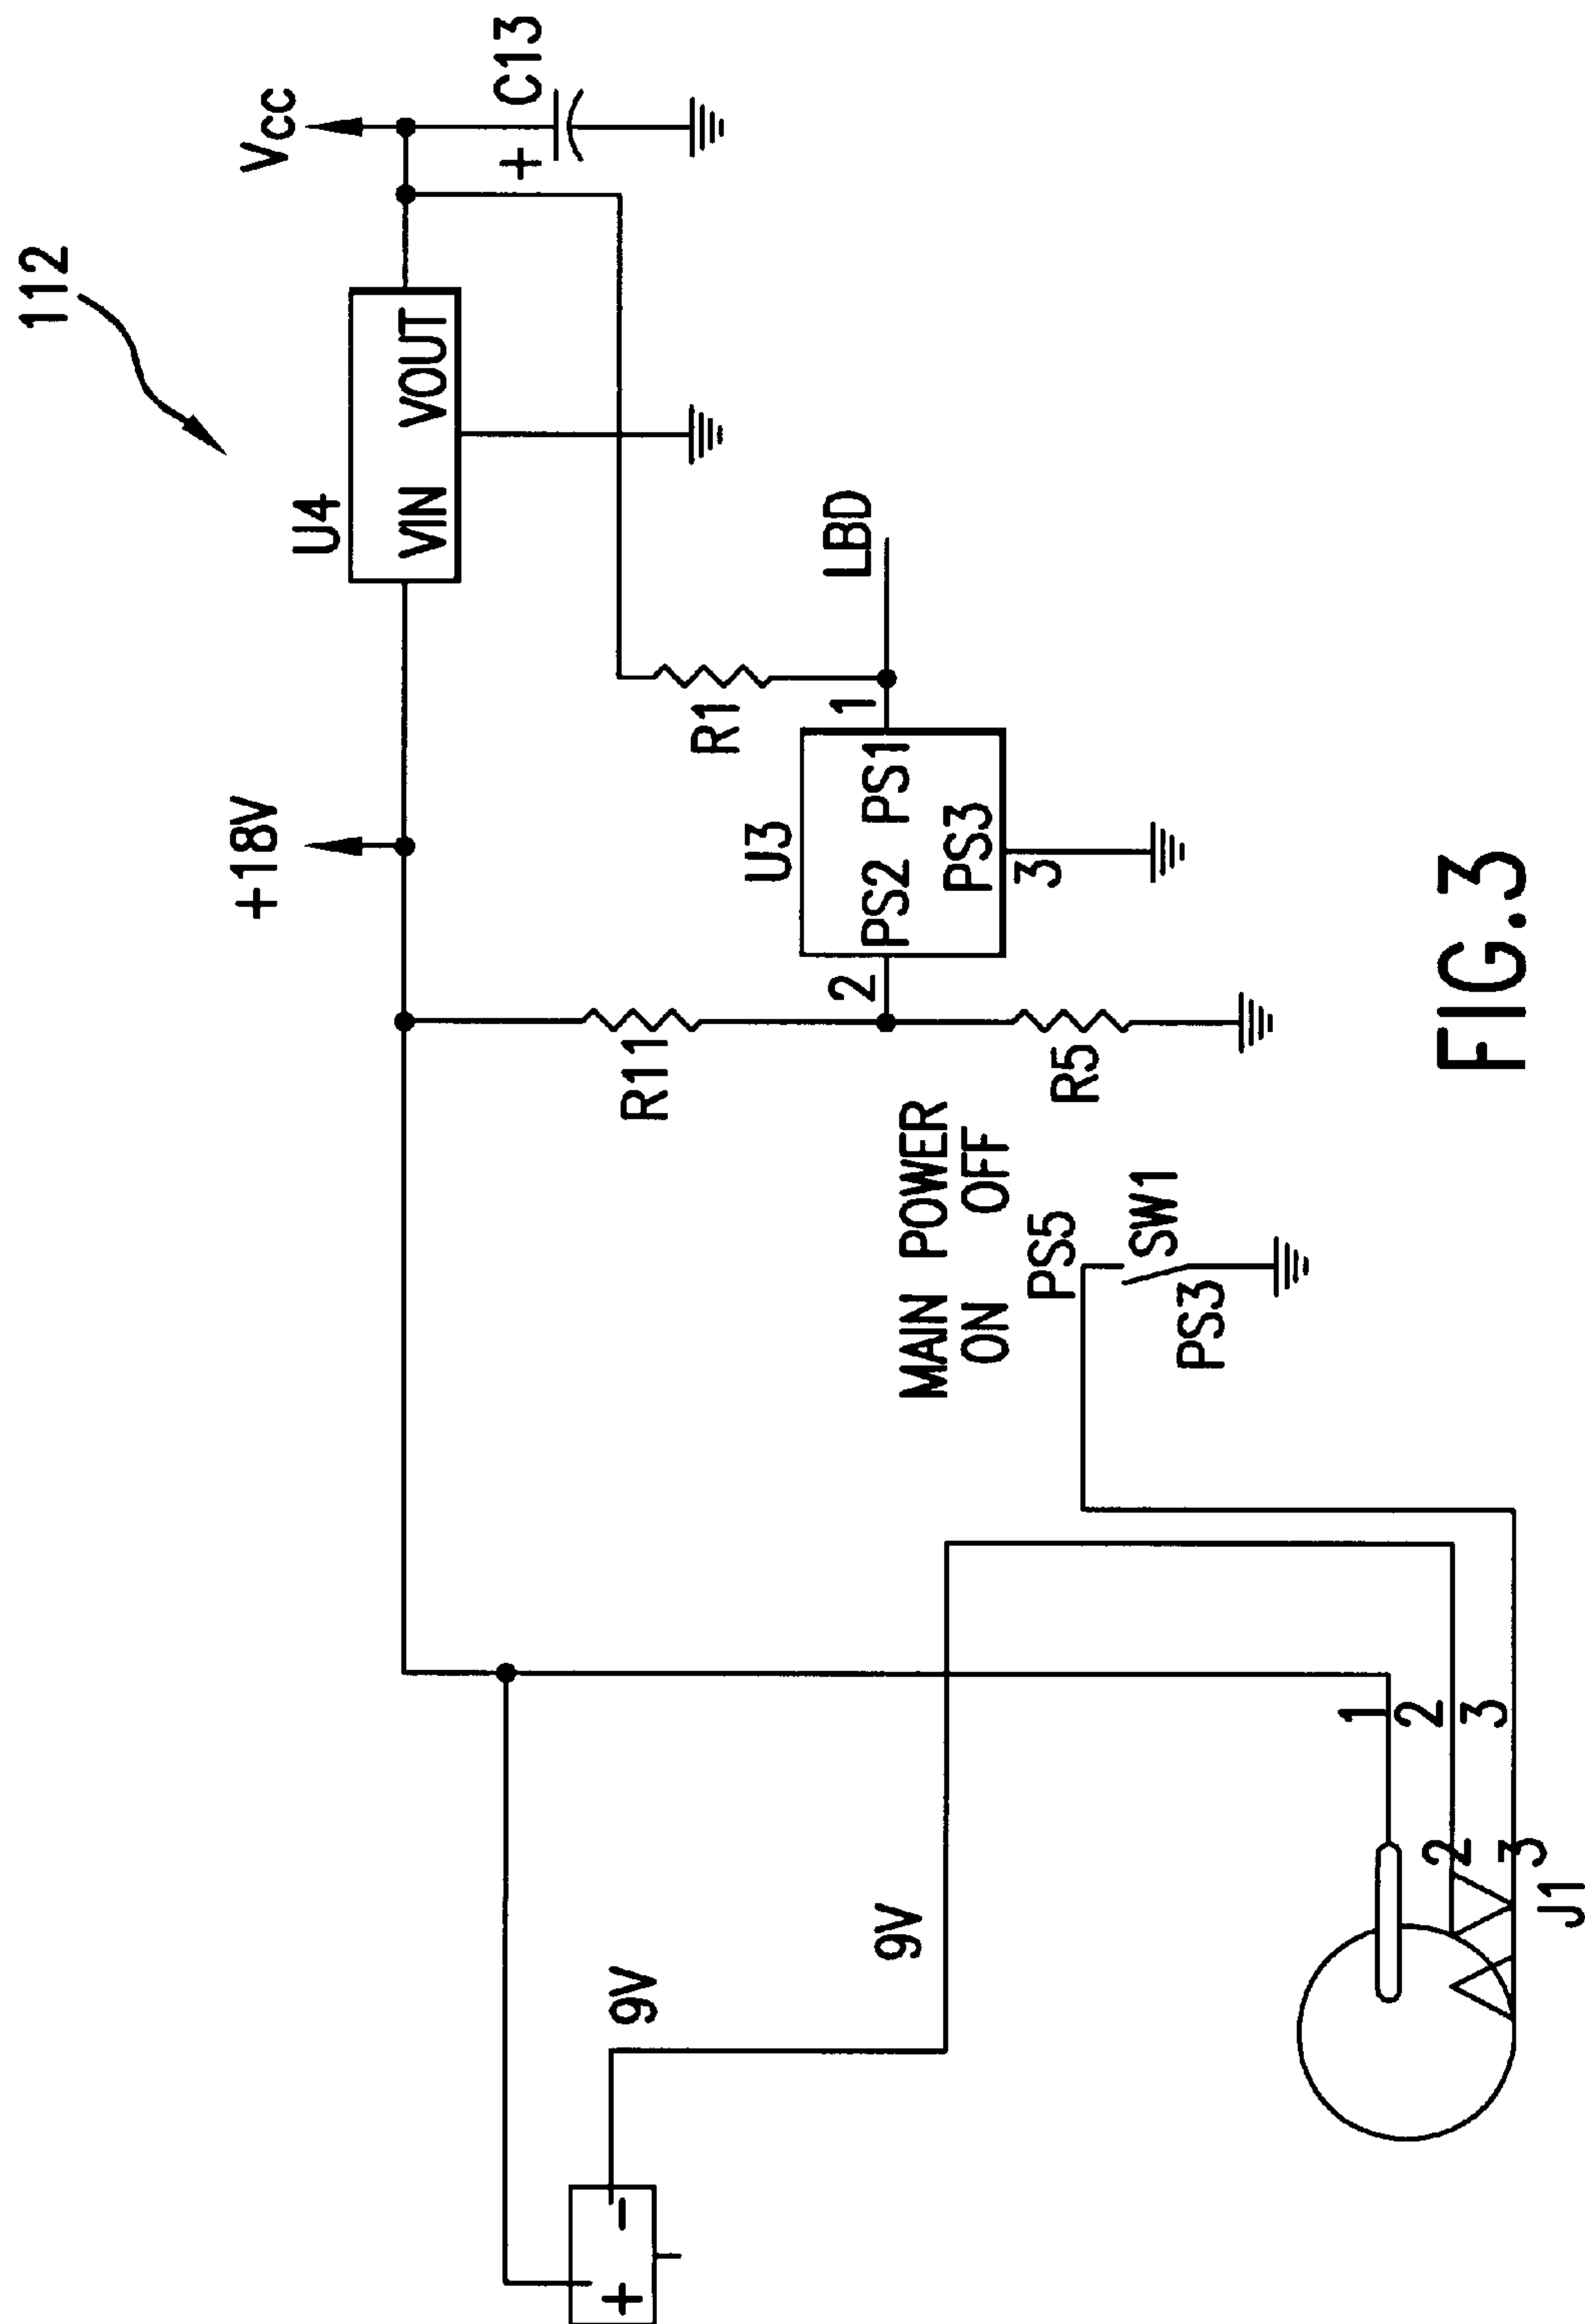 112
+18V
Vcc
U4
VIN VOUT
+ C13
9V
R11
R1
U3
LBD
2
1
PS2 PS1
PS3
3
9V
MAIN POWER
ON OFF
PS5
R5
SW1
PS3
+ -
1
2
3
2
3
J1
FIG.3